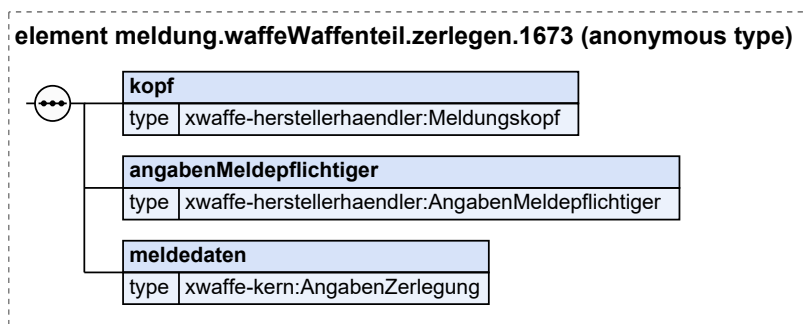 element meldung.waffeWaffenteil.zerlegen.1673 (anonymous type)
kopf
type xwaffe-herstellerhaendler:Meldungskopf
angabenMeldepflichtiger
type xwaffe-herstellerhaendler:AngabenMeldepflichtiger
meldedaten
type xwaffe-kern:AngabenZerlegung